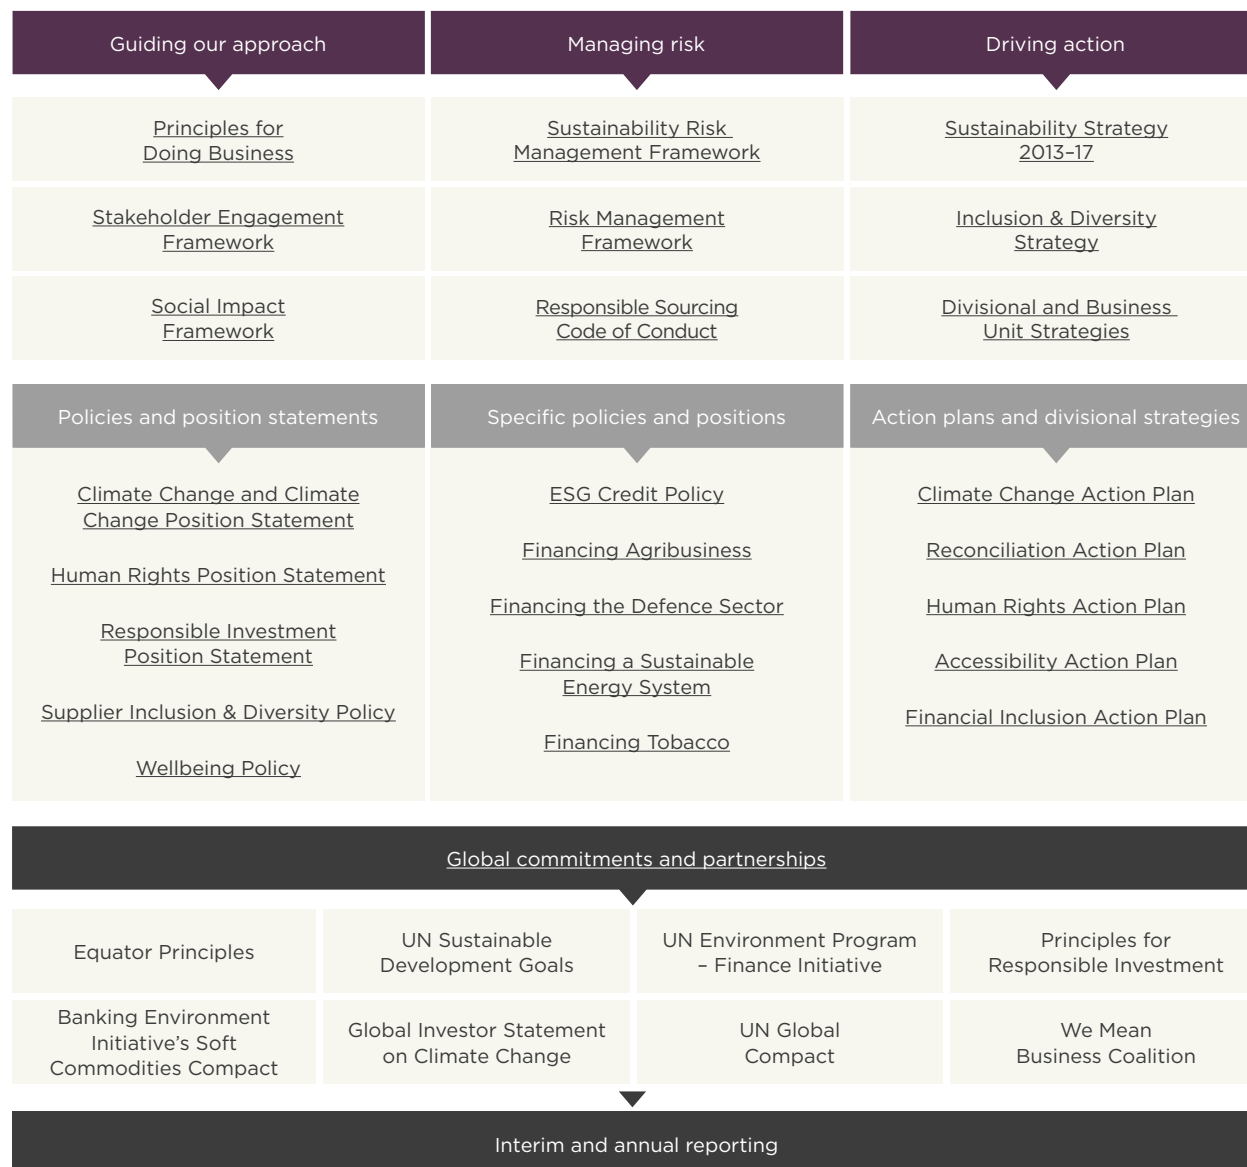 Guiding our approach
Managing risk
Driving action
Principles for
Doing Business
Sustainability Risk
Management Framework
Sustainability Strategy
2013–17
Stakeholder Engagement
Framework
Risk Management
Framework
Inclusion & Diversity
Strategy
Social Impact
Framework
Responsible Sourcing
Code of Conduct
Divisional and Business
Unit Strategies
Policies and position statements
Specific policies and positions
Action plans and divisional strategies
Climate Change and Climate
Change Position Statement
Human Rights Position Statement
Responsible Investment
Position Statement
Supplier Inclusion & Diversity Policy
Wellbeing Policy
ESG Credit Policy
Financing Agribusiness
Financing the Defence Sector
Financing a Sustainable
Energy System
Financing Tobacco
Climate Change Action Plan
Reconciliation Action Plan
Human Rights Action Plan
Accessibility Action Plan
Financial Inclusion Action Plan
Global commitments and partnerships
Equator Principles
UN Sustainable
Development Goals
UN Environment Program
– Finance Initiative
Principles for
Responsible Investment
Banking Environment
Initiative's Soft
Commodities Compact
Global Investor Statement
on Climate Change
UN Global
Compact
We Mean
Business Coalition
Interim and annual reporting